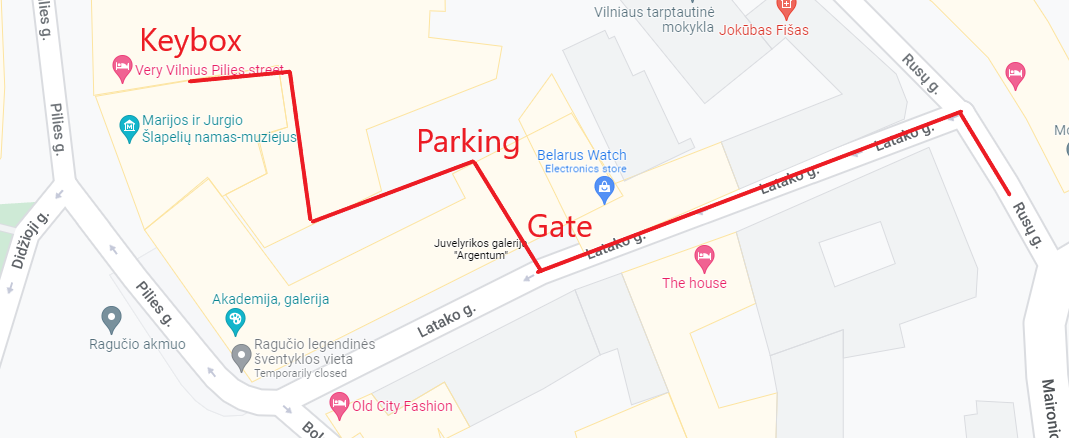 Pilies g.
Vilniaus tarptautinė
mokykla
Jokūbas Fišas
Keybox
Very Vilnius Pilies street
Rusų g.
Pilies g.
Marijos ir Jurgio
Šlapelių namas-muziejus
Parking
Latako g.
Belarus Watch
Electronics store
Latako g.
Didžioji g.
Gate
Rusų g.
Juvelyrikos galerija
"Argentum"
Latako g.
The house
Pilies g.
Akademija, galerija
Latako g.
Ragučio akmuo
Ragučio legendinės
šventyklos vieta
Temporarily closed
Old City Fashion